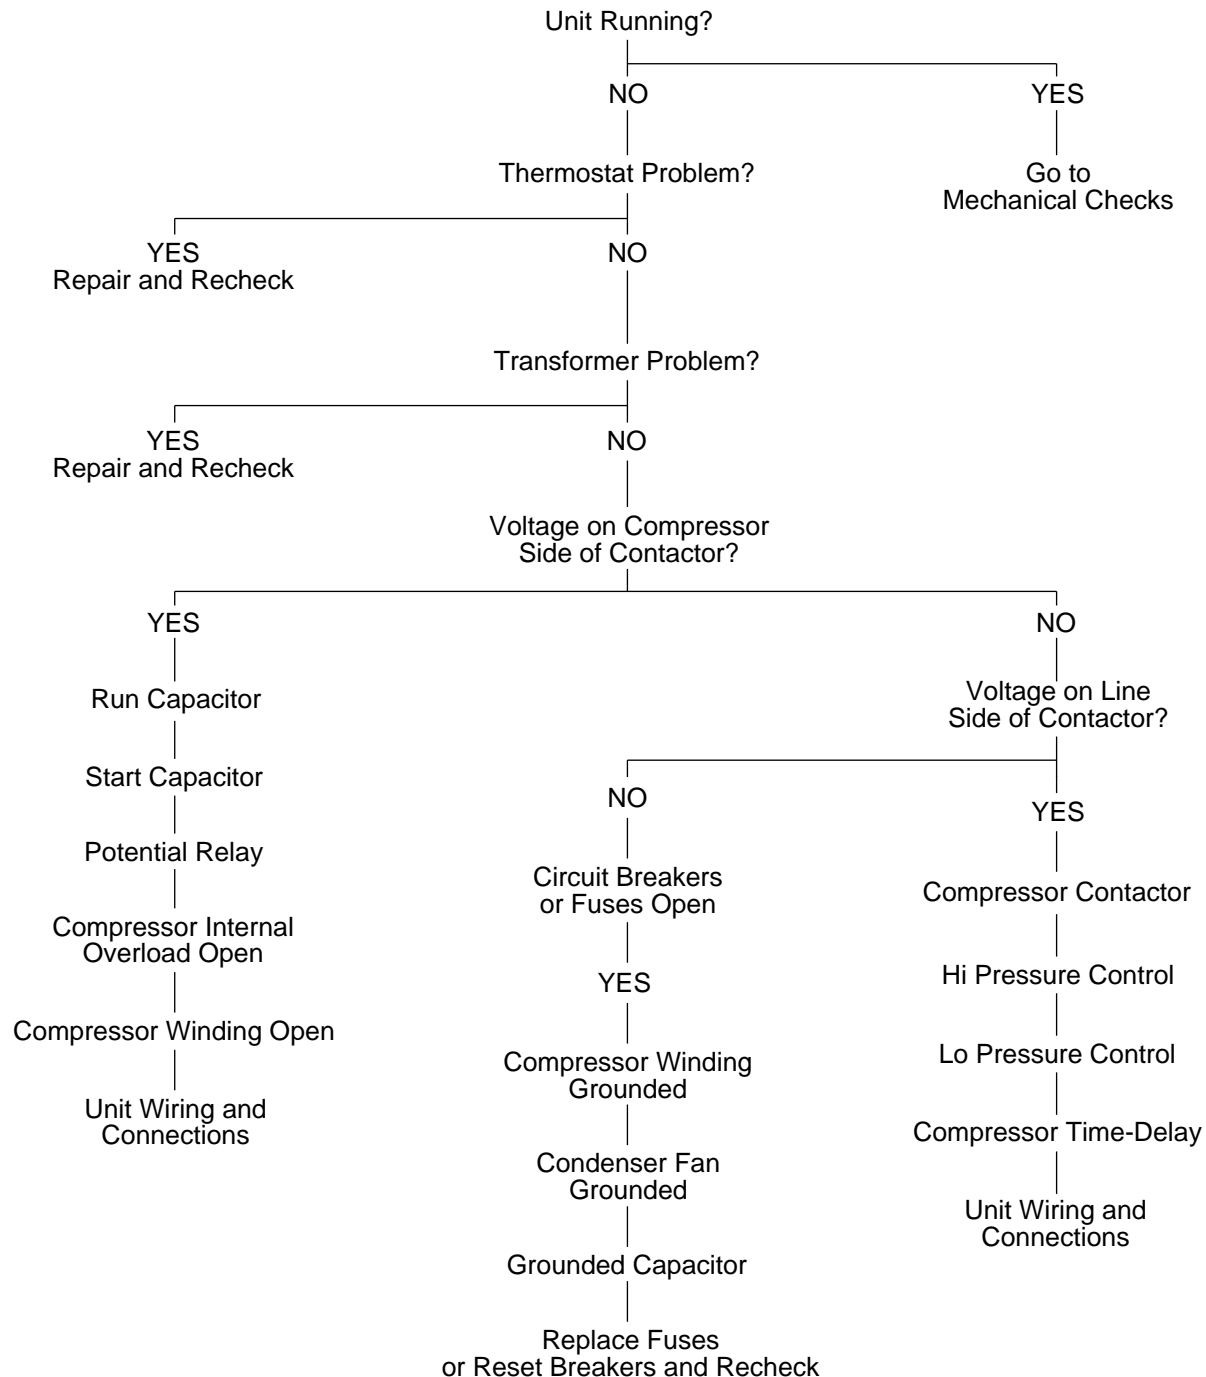 Unit Running?
NO
YES
Thermostat Problem?
Go to
Mechanical Checks
YES
Repair and Recheck
NO
Transformer Problem?
YES
Repair and Recheck
NO
Voltage on Compressor
Side of Contactor?
YES
NO
Run Capacitor
Start Capacitor
Potential Relay
Compressor Internal
Overload Open
Compressor Winding Open
Unit Wiring and
Connections
Voltage on Line
Side of Contactor?
NO
YES
Circuit Breakers
or Fuses Open
YES
Compressor Winding
Grounded
Condenser Fan
Grounded
Grounded Capacitor
Replace Fuses
or Reset Breakers and Recheck
Compressor Contactor
Hi Pressure Control
Lo Pressure Control
Compressor Time-Delay
Unit Wiring and
Connections